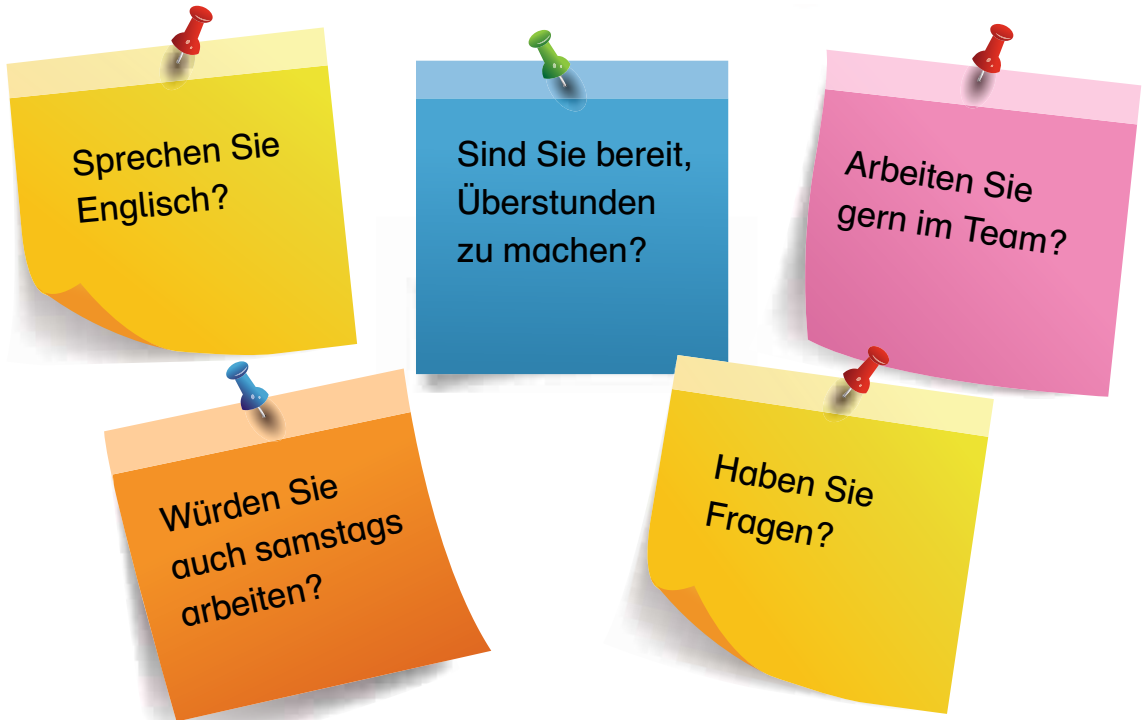 Sprechen Sie
Englisch?
Sind Sie bereit,
Überstunden
zu machen?
Arbeiten Sie
gern im Team?
Würden Sie
auch samstags
arbeiten?
Haben Sie
Fragen?